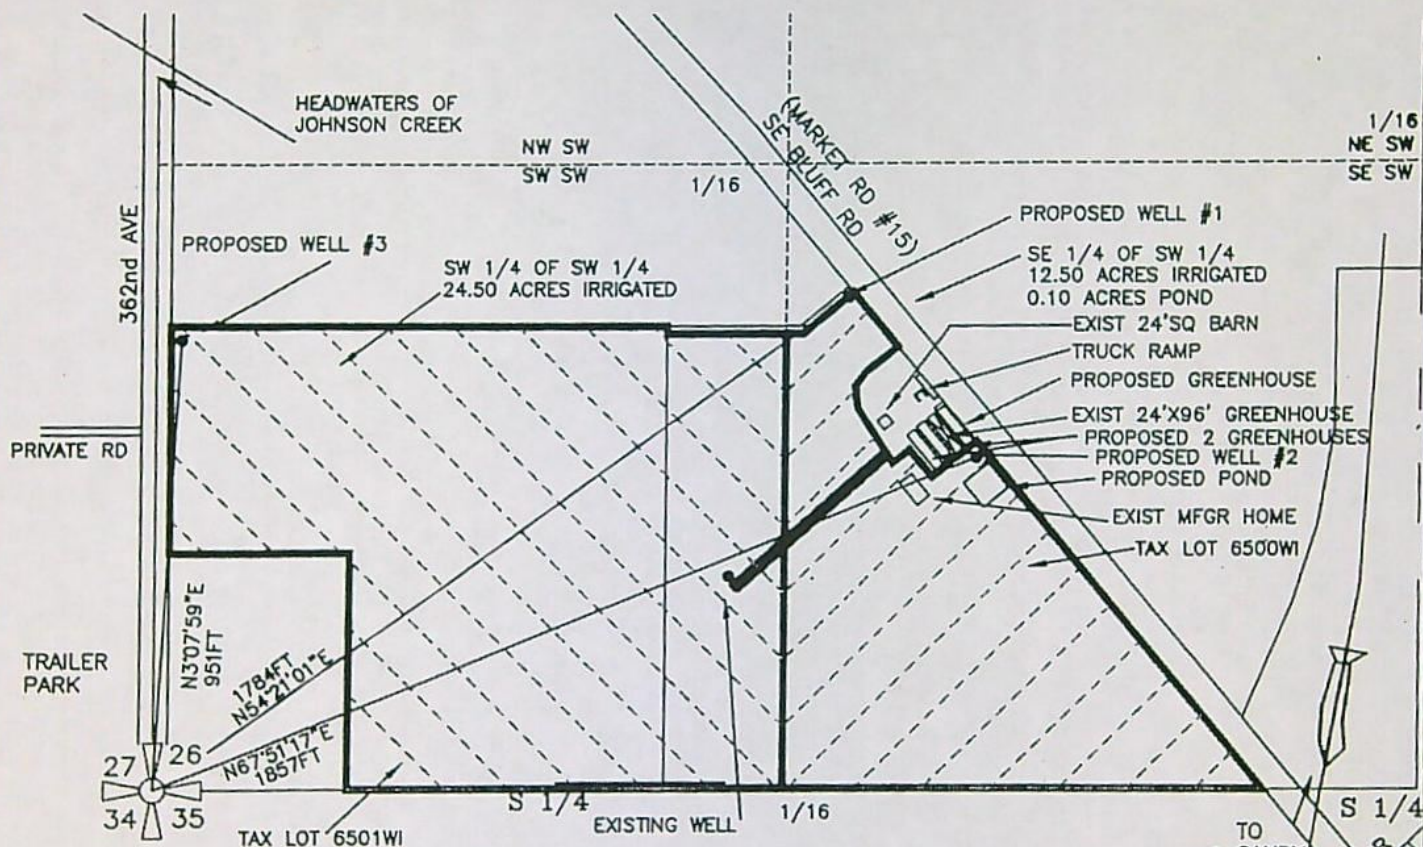 HEADWATERS OF
JOHNSON CREEK
NW SW
SW SW
1/16
(MARKET RD #15)
SE BLUFF RD
1/16
NE SW
SE SW
362nd AVE
PROPOSED WELL #3
SW 1/4 OF SW 1/4
24.50 ACRES IRRIGATED
PROPOSED WELL #1
SE 1/4 OF SW 1/4
12.50 ACRES IRRIGATED
0.10 ACRES POND
EXIST 24'SQ BARN
TRUCK RAMP
PROPOSED GREENHOUSE
EXIST 24'X96' GREENHOUSE
PROPOSED 2 GREENHOUSES
PROPOSED WELL #2
PROPOSED POND
EXIST MFGR HOME
TAX LOT 6500WI
PRIVATE RD
N3°07'59"E
951FT
TRAILER
PARK
1784FT
N54°21'01"E
N67°51'17"E
1857FT
27 26
34 35
TAX LOT 6501WI
S 1/4
EXISTING WELL
1/16
TO
S 1/4